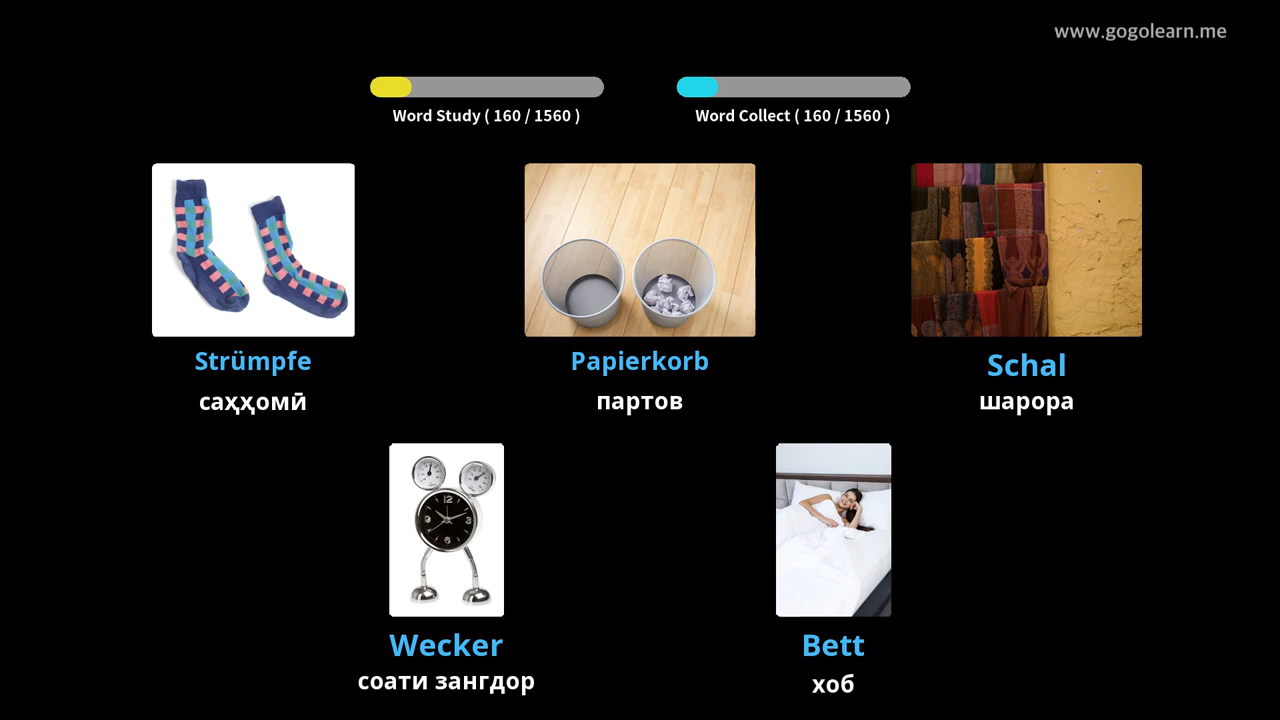 www.gogolearn.me
Word Study ( 160 / 1560 )
Word Collect ( 160 / 1560 )
Strümpfe
саҳҳомӣ
Papierkorb
партов
Schal
шарора
Wecker
соати зангдор
Bett
хоб